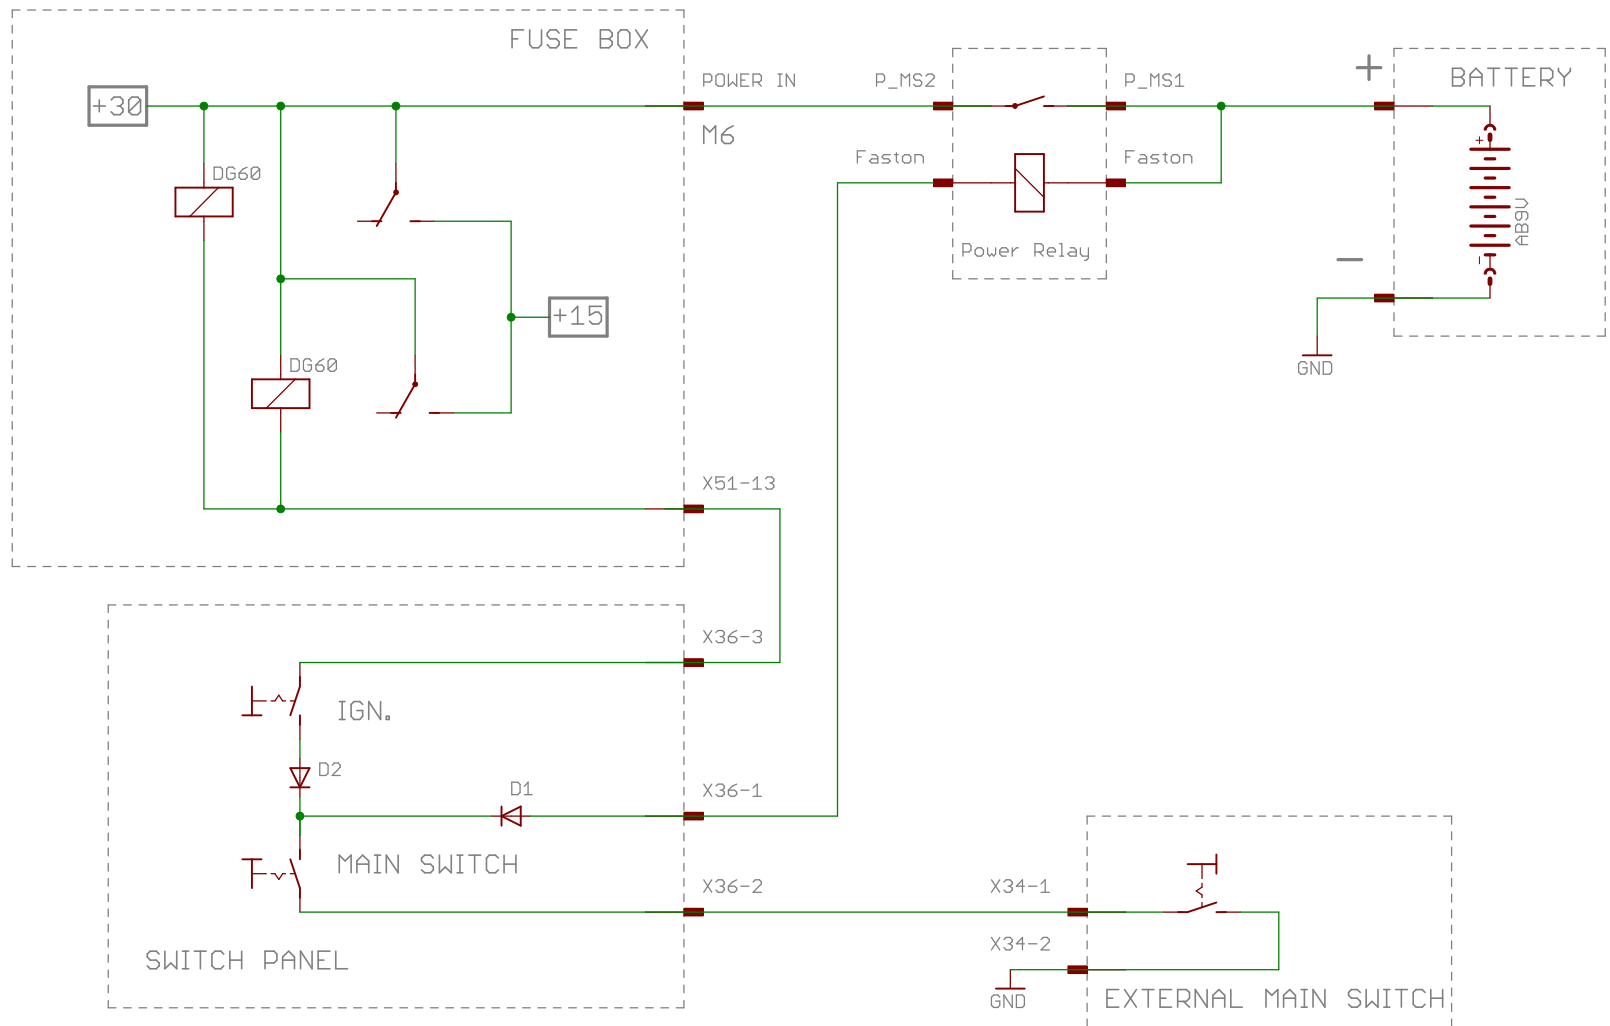 FUSE BOX
+30
POWER IN
P_MS2
P_MS1
+
BATTERY
M6
DG60
Faston
Faston
+
AB9V
Power Relay
-
-
+15
DG60
GND
X51-13
X36-3
IGN.
D2
D1
X36-1
MAIN SWITCH
X36-2
X34-1
X34-2
SWITCH PANEL
GND
EXTERNAL MAIN SWITCH